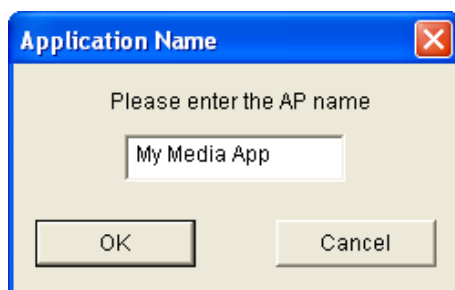 Application Name
Please enter the AP name
My Media App
OK
Cancel